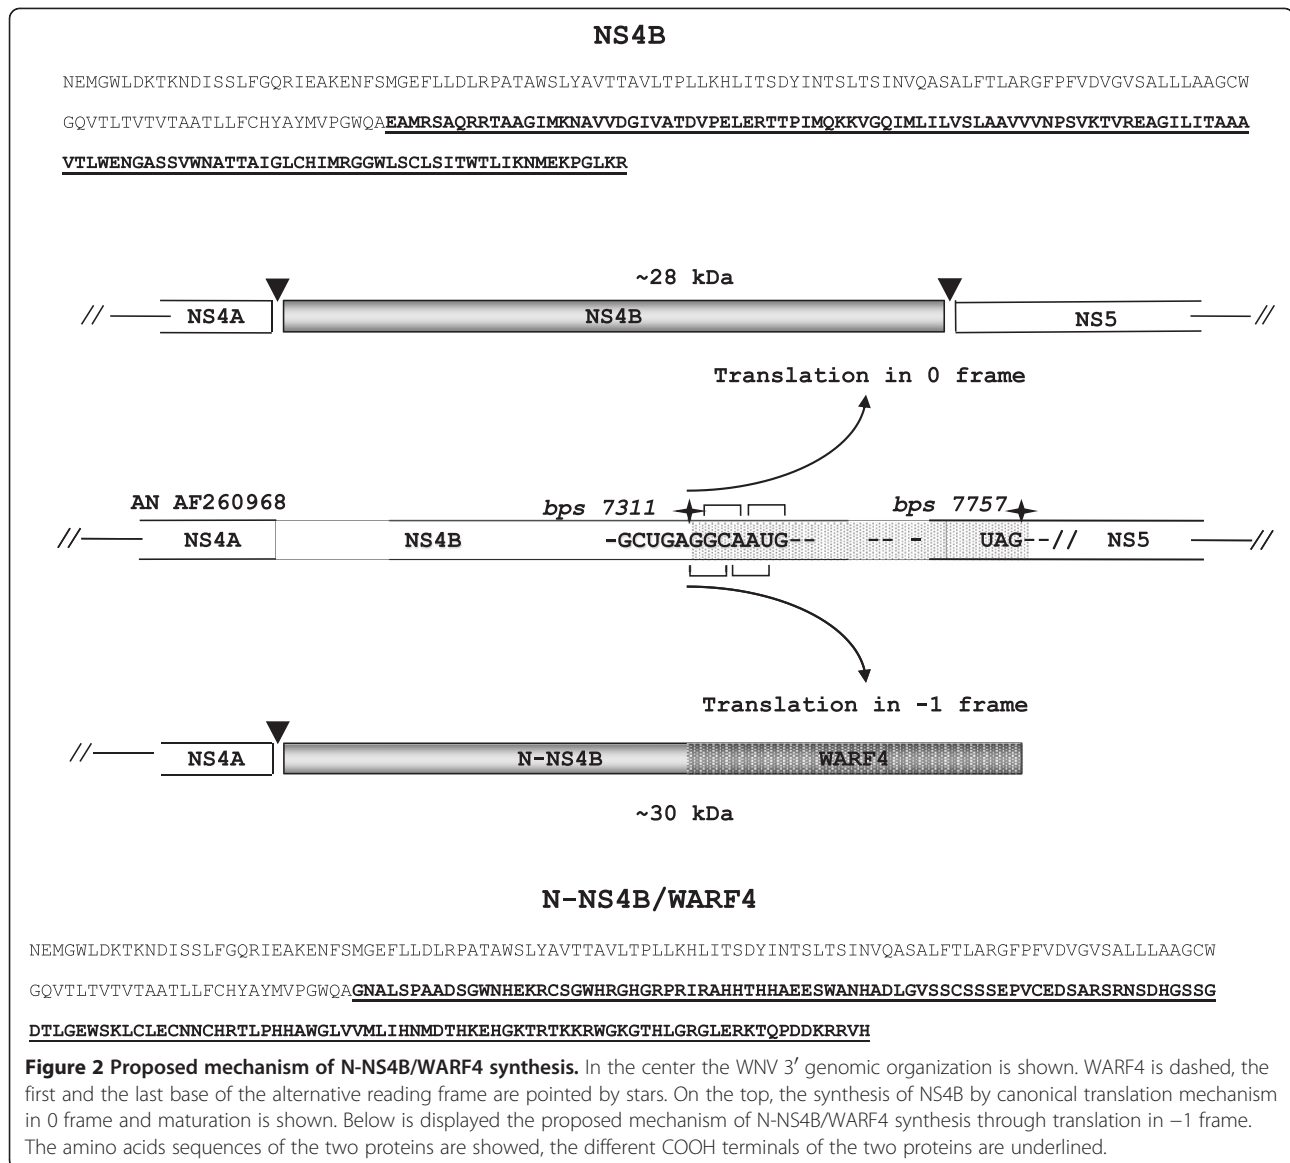 NS4B
NEMGWLDKTKNDISSLFGQRIEAKENFSMGEFLLDLRPATAWSLYAVTTAVLTPLLKHLITSDYINTSLTSINVQASALFTLARGFPFVDVGVSALLLAAGCW
GQVTLTVTVTAATLLFCHYAYMVPGWQAEAMRSAQRRTAAGIMKNAVVDGIVATDVPELERTTPIMQKKVGQIMLILVSLAAVVVNPSVKTVREAGILITAAA
VTLWENGASSVWNATTAIGLCHIMRGGWLSCLSITWTLIKNMEKPGLKR
~28 kDa
// NS4A NS4B NS5 //
Translation in 0 frame
AN AF260968 bps 7311 bps 7757
// NS4A NS4B -GCUGAGGCAAUG-- -- - UAG--// NS5 //
Translation in -1 frame
// NS4A N-NS4B WARF4
~30 kDa
N-NS4B/WARF4
NEMGWLDKTKNDISSLFGQRIEAKENFSMGEFLLDLRPATAWSLYAVTTAVLTPLLKHLITSDYINTSLTSINVQASALFTLARGFPFVDVGVSALLLAAGCW
GQVTLTVTVTAATLLFCHYAYMVPGWQAGNALSPAADSGWNHEKRCSGWHRGHGRPRIRAHHTHHAEESWANHADLGVSSCSSSEPVCEDSARSRNSDHGSSG
DTLGEWSKLCLECNNCHRTLPHHAWGLVVMLIHNMDTHKEHGKTRTKKRWGKGTHLGRGLERKTQPDDKRRVH
Figure 2 Proposed mechanism of N-NS4B/WARF4 synthesis. In the center the WNV 3′ genomic organization is shown. WARF4 is dashed, the
first and the last base of the alternative reading frame are pointed by stars. On the top, the synthesis of NS4B by canonical translation mechanism
in 0 frame and maturation is shown. Below is displayed the proposed mechanism of N-NS4B/WARF4 synthesis through translation in −1 frame.
The amino acids sequences of the two proteins are showed, the different COOH terminals of the two proteins are underlined.